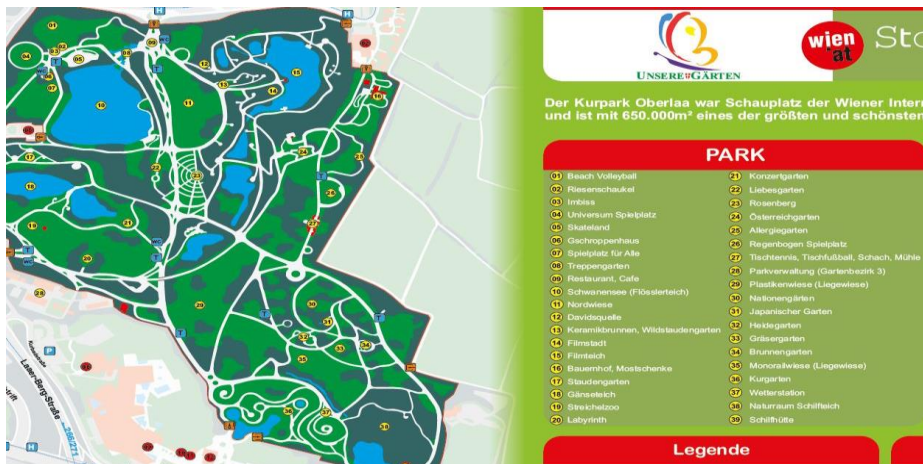 UNSERE GÄRTEN
wien
at
Sto
Der Kurpark Oberlaa war Schauplatz der Wiener Inter
und ist mit 650.000m² eines der größten und schönsten
PARK
01 Beach Volleyball
02 Riesenschaukel
03 Imbiss
04 Universum Spielplatz
05 Skateland
06 Gschroppenhaus
07 Spielplatz für Alle
08 Treppengarten
09 Restaurant, Cafe
10 Schwanensee (Flösslerteich)
11 Nordwiese
12 Davidsquelle
13 Keramikbrunnen, Wildstaudengarten
14 Filmstadt
15 Filmteich
16 Bauernhof, Mostschenke
17 Staudengarten
18 Gänseteich
19 Streichelzoo
20 Labyrinth
21 Konzertgarten
22 Liebesgarten
23 Rosenberg
24 Österreichgarten
25 Allergiegarten
26 Regenbogen Spielplatz
27 Tischtennis, Tischfußball, Schach, Mühle
28 Parkverwaltung (Gartenbezirk 3)
29 Plastikenwiese (Liegewiese)
30 Nationengärten
31 Japanischer Garten
32 Heidegarten
33 Gräsergarten
34 Brunnengarten
35 Monorailwiese (Liegewiese)
36 Kurgarten
37 Wetterstation
38 Naturraum Schilfteich
39 Schilfhütte
Legende
Laaer-Berg-Straße